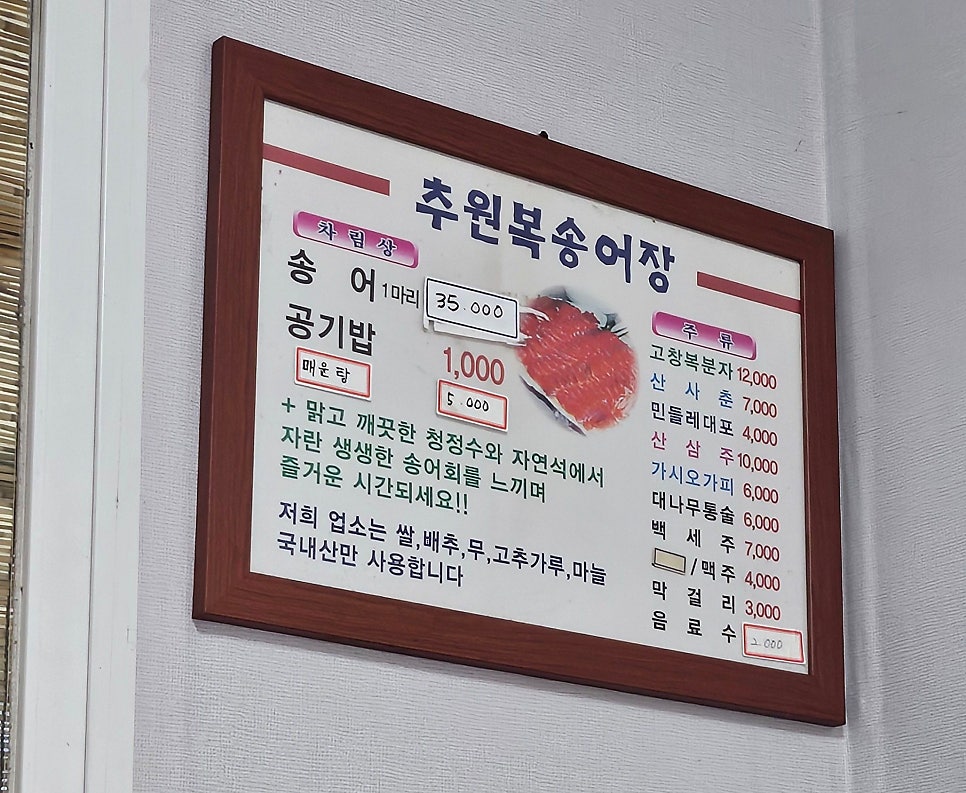 추원복송어장
차림상
송 어 1마리 35.000
공기밥 1,000
매운탕 5.000
+ 맑고 깨끗한 청정수와 자연석에서
자란 생생한 송어회를 느끼며
즐거운 시간되세요!!
저희 업소는 쌀,배추,무,고추가루,마늘
국내산만 사용합니다
주 류
고창복분자 12,000
산 사 춘 7,000
민들레대포 4,000
산 삼 주 10,000
가시오가피 6,000
대나무통술 6,000
백 세 주 7,000
/맥주 4,000
막 걸 리 3,000
음 료 수 2.000